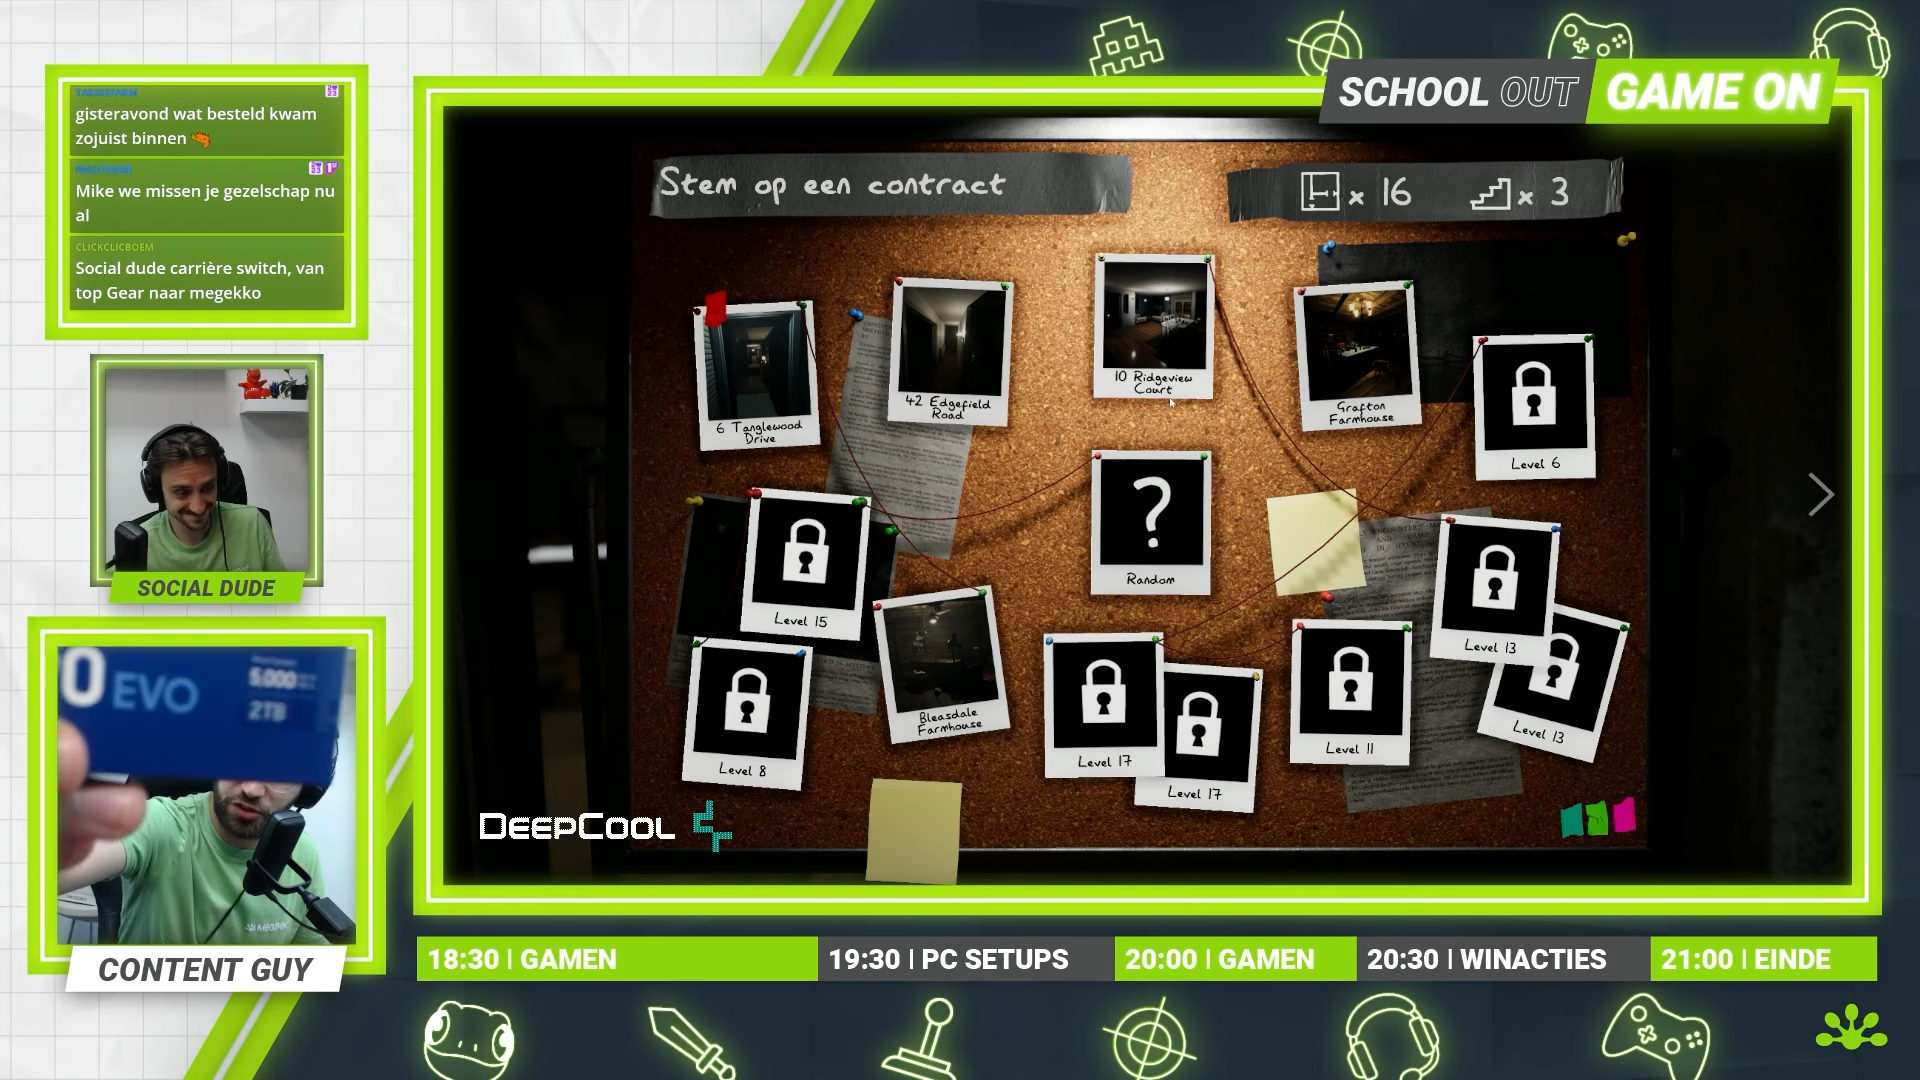 gisteravond wat besteld kwam
zojuist binnen
Mike we missen je gezelschap nu
al
CLICKCLICBOEM
Social dude carrière switch, van
top Gear naar megekko
SOCIAL DUDE
0 EVO
5.000
2TB
CONTENT GUY
SCHOOL OUT GAME ON
Stem op een contract
x 16
x 3
6 Tanglewood
Drive
42 Edgefield
Road
10 Ridgeview
Court
Grafton
Farmhouse
Level 6
Level 15
?
Random
Level 13
Level 8
Bleasdale
Farmhouse
Level 17
Level 17
Level 11
Level 13
DEEPCOOL
18:30 | GAMEN
19:30 | PC SETUPS
20:00 | GAMEN
20:30 | WINACTIES
21:00 | EINDE